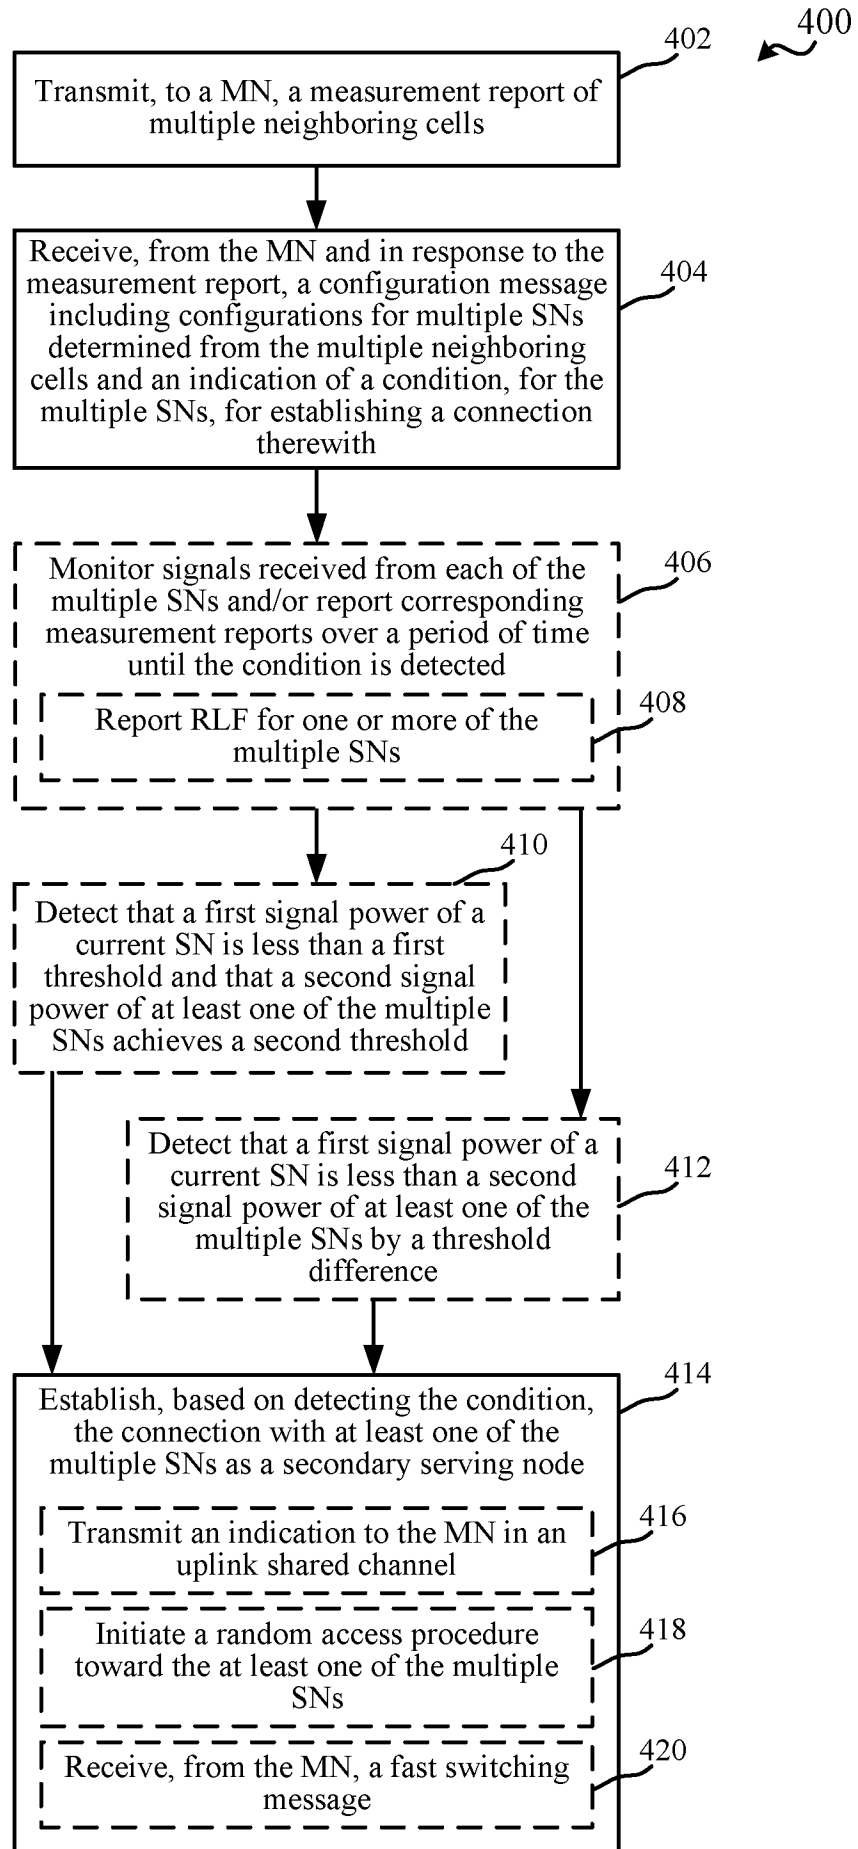 400
402
Transmit, to a MN, a measurement report of
multiple neighboring cells
404
Receive, from the MN and in response to the
measurement report, a configuration message
including configurations for multiple SNs
determined from the multiple neighboring
cells and an indication of a condition, for the
multiple SNs, for establishing a connection
therewith
406
Monitor signals received from each of the
multiple SNs and/or report corresponding
measurement reports over a period of time
until the condition is detected
408
Report RLF for one or more of the
multiple SNs
410
Detect that a first signal power of a
current SN is less than a first
threshold and that a second signal
power of at least one of the multiple
SNs achieves a second threshold
412
Detect that a first signal power of a
current SN is less than a second
signal power of at least one of the
multiple SNs by a threshold
difference
414
Establish, based on detecting the condition,
the connection with at least one of the
multiple SNs as a secondary serving node
416
Transmit an indication to the MN in an
uplink shared channel
418
Initiate a random access procedure
toward the at least one of the multiple
SNs
420
Receive, from the MN, a fast switching
message